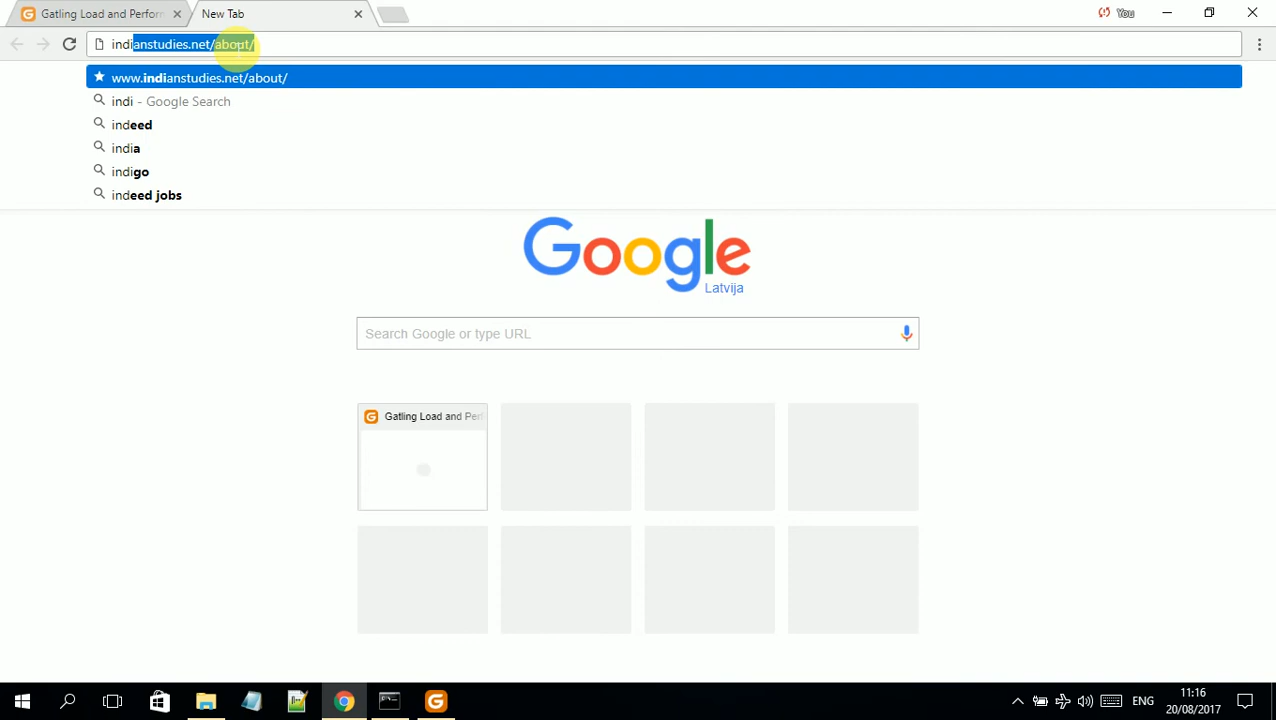 Gatling Load and Perform
New Tab
You
indianstudies.net/about/
www.indianstudies.net/about/
indi - Google Search
indeed
india
indigo
indeed jobs
Google
Latvija
Search Google or type URL
Gatling Load and Per
ENG
11:16
20/08/2017